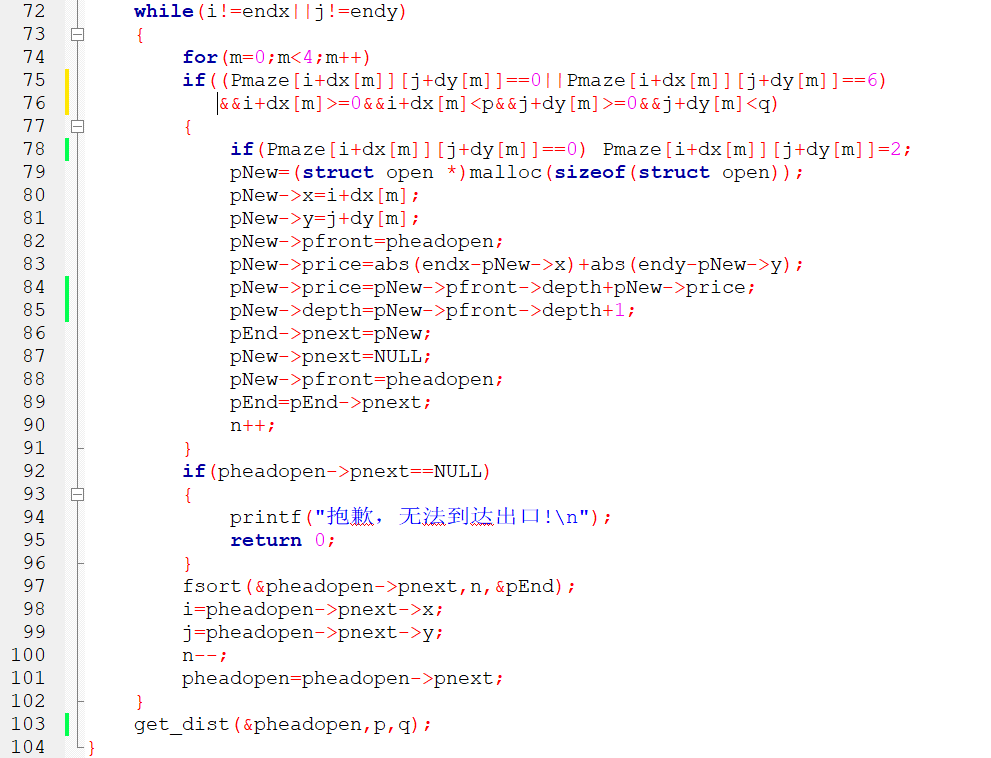 72 while(i!=endx||j!=endy)
73 {
74 for(m=0;m<4;m++)
75 if((Pmaze[i+dx[m]][j+dy[m]]==0||Pmaze[i+dx[m]][j+dy[m]]==6)
76 &&i+dx[m]>=0&&i+dx[m]<p&&j+dy[m]>=0&&j+dy[m]<q)
77 {
78 if(Pmaze[i+dx[m]][j+dy[m]]==0) Pmaze[i+dx[m]][j+dy[m]]=2;
79 pNew=(struct open *)malloc(sizeof(struct open));
80 pNew->x=i+dx[m];
81 pNew->y=j+dy[m];
82 pNew->pfront=pheadopen;
83 pNew->price=abs(endx-pNew->x)+abs(endy-pNew->y);
84 pNew->price=pNew->pfront->depth+pNew->price;
85 pNew->depth=pNew->pfront->depth+1;
86 pEnd->pnext=pNew;
87 pNew->pnext=NULL;
88 pNew->pfront=pheadopen;
89 pEnd=pEnd->pnext;
90 n++;
91 }
92 if(pheadopen->pnext==NULL)
93 {
94 printf("抱歉，无法到达出口!\n");
95 return 0;
96 }
97 fsort(&pheadopen->pnext,n,&pEnd);
98 i=pheadopen->pnext->x;
99 j=pheadopen->pnext->y;
100 n--;
101 pheadopen=pheadopen->pnext;
102 }
103 get_dist(&pheadopen,p,q);
104 }